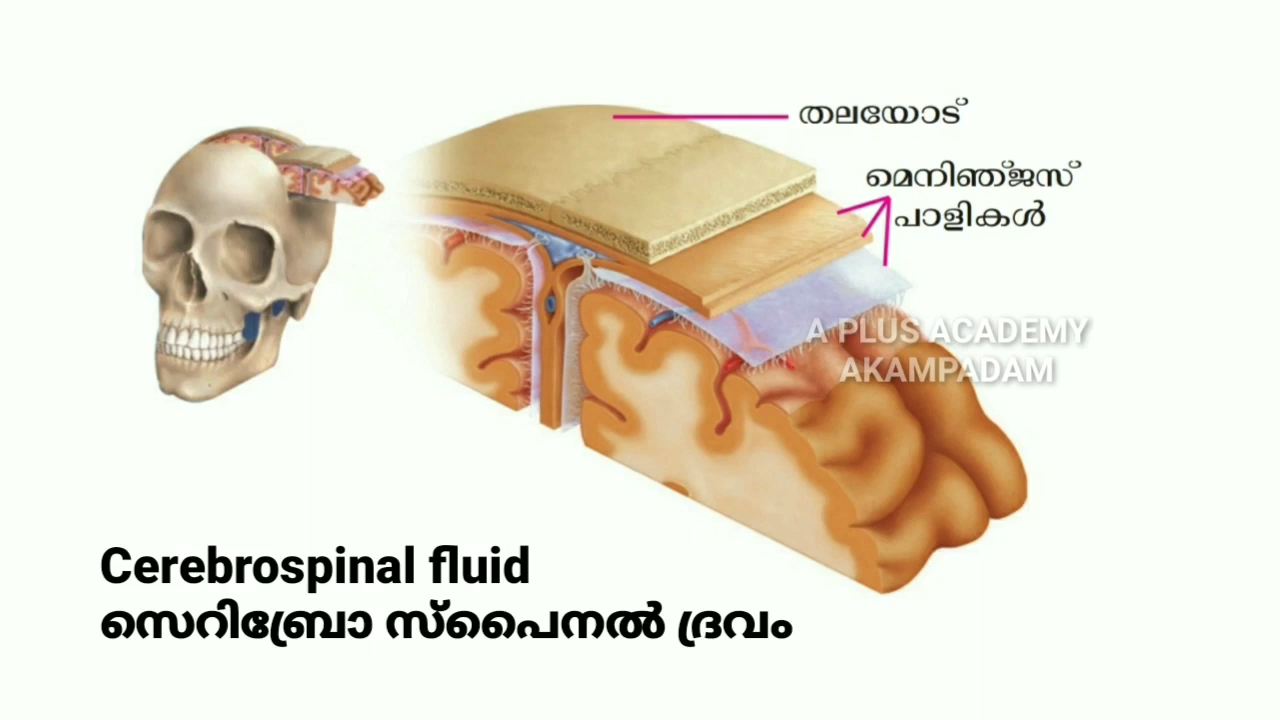 തലയോട്
മെനിഞ്ജസ്
പാളികൾ
A PLUS ACADEMY
AKAMPADAM
Cerebrospinal fluid
സെറിബ്രോ സ്പൈനൽ ദ്രവം